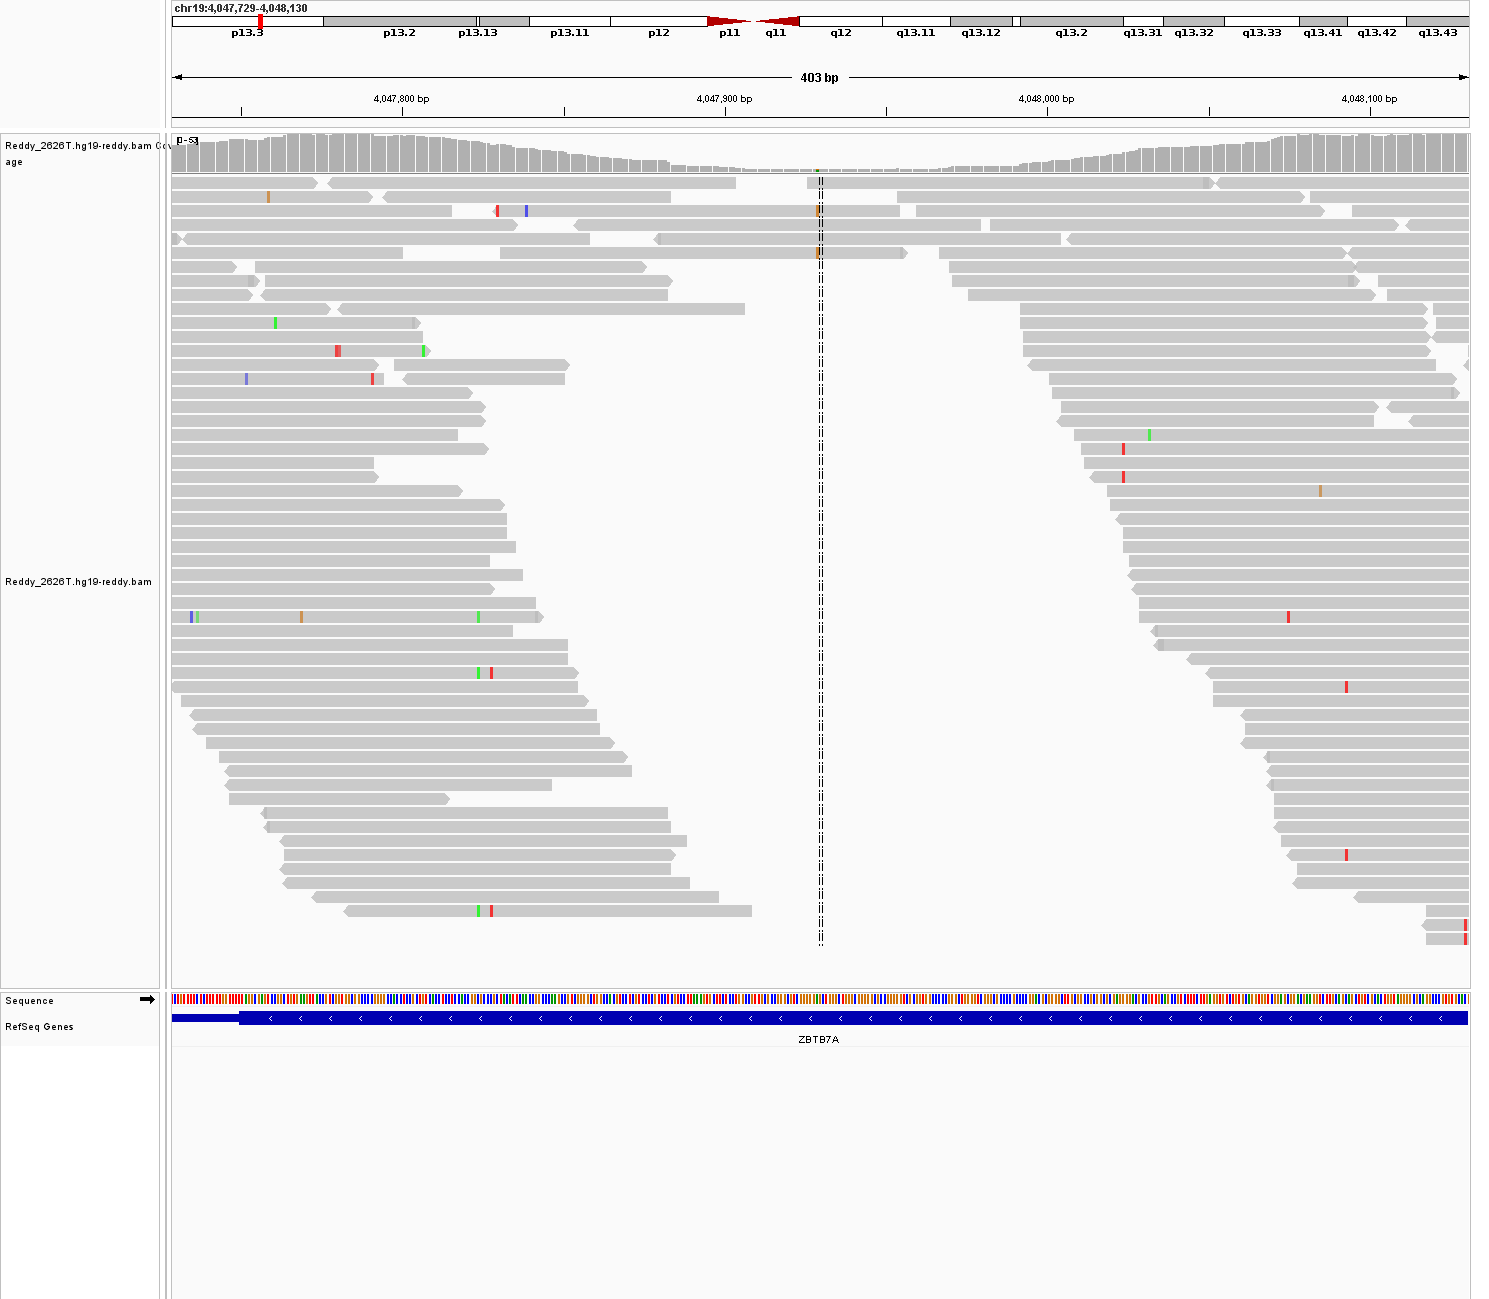 chr19:4,047,729-4,048,130
p13.3 p13.2 p13.13 p13.11 p12 p11 q11 q12 q13.11 q13.12 q13.2 q13.31 q13.32 q13.33 q13.41 q13.42 q13.43
403 bp
4,047,800 bp 4,047,900 bp 4,048,000 bp 4,048,100 bp
Reddy_2626T.hg19-reddy.bam Cov
age
Reddy_2626T.hg19-reddy.bam
Sequence
RefSeq Genes
ZBTB7A